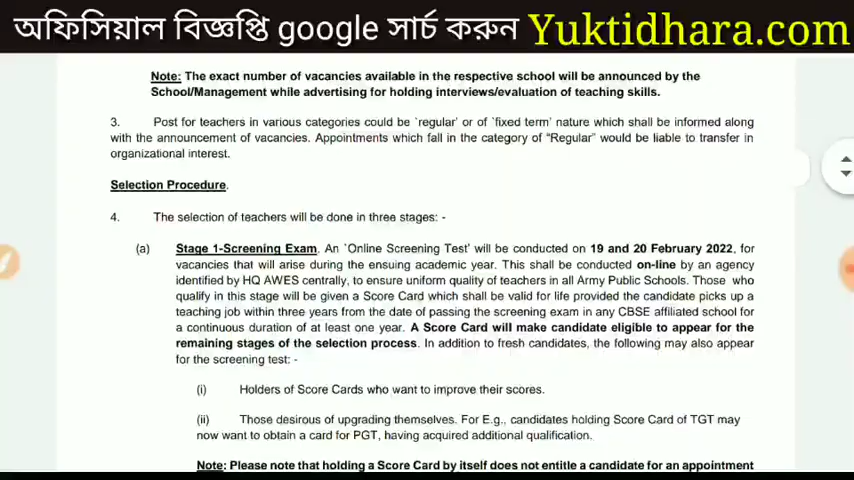 অফিসিয়াল বিজ্ঞপ্তি google সার্চ করুন Yuktidhara.com
Note: The exact number of vacancies available in the respective school will be announced by the
School/Management while advertising for holding interviews/evaluation of teaching skills.
3. Post for teachers in various categories could be `regular' or of `fixed term' nature which shall be informed along
with the announcement of vacancies. Appointments which fall in the category of "Regular" would be liable to transfer in
organizational interest.
Selection Procedure.
4. The selection of teachers will be done in three stages: -
(a) Stage 1-Screening Exam. An `Online Screening Test' will be conducted on 19 and 20 February 2022, for
vacancies that will arise during the ensuing academic year. This shall be conducted on-line by an agency
identified by HQ AWES centrally, to ensure uniform quality of teachers in all Army Public Schools. Those who
qualify in this stage will be given a Score Card which shall be valid for life provided the candidate picks up a
teaching job within three years from the date of passing the screening exam in any CBSE affiliated school for
a continuous duration of at least one year. A Score Card will make candidate eligible to appear for the
remaining stages of the selection process. In addition to fresh candidates, the following may also appear
for the screening test: -
(i) Holders of Score Cards who want to improve their scores.
(ii) Those desirous of upgrading themselves. For E.g., candidates holding Score Card of TGT may
now want to obtain a card for PGT, having acquired additional qualification.
Note: Please note that holding a Score Card by itself does not entitle a candidate for an appointment